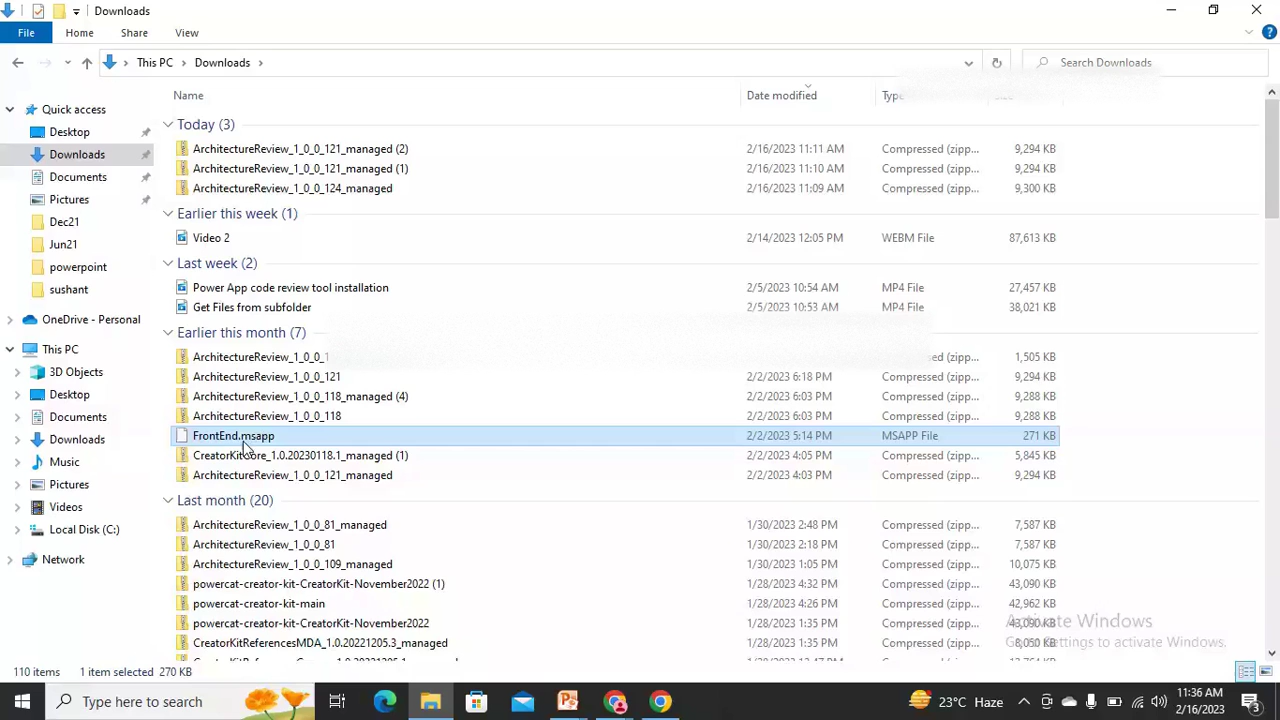 Downloads
File Home Share View
This PC Downloads Search Downloads
Name Date modified Type
Quick access
Desktop
Downloads
Documents
Pictures
Dec21
Jun21
powerpoint
sushant
OneDrive - Personal
This PC
3D Objects
Desktop
Documents
Downloads
Music
Pictures
Videos
Local Disk (C:)
Network
Today (3)
ArchitectureReview_1_0_0_121_managed (2) 2/16/2023 11:11 AM Compressed (zipp... 9,294 KB
ArchitectureReview_1_0_0_121_managed (1) 2/16/2023 11:10 AM Compressed (zipp... 9,294 KB
ArchitectureReview_1_0_0_124_managed 2/16/2023 11:09 AM Compressed (zipp... 9,300 KB
Earlier this week (1)
Video 2 2/14/2023 12:05 PM WEBM File 87,613 KB
Last week (2)
Power App code review tool installation 2/5/2023 10:54 AM MP4 File 27,457 KB
Get Files from subfolder 2/5/2023 10:53 AM MP4 File 38,021 KB
Earlier this month (7)
ArchitectureReview_1_0_0_1 1,505 KB
ArchitectureReview_1_0_0_121 2/2/2023 6:18 PM Compressed (zipp... 9,294 KB
ArchitectureReview_1_0_0_118_managed (4) 2/2/2023 6:03 PM Compressed (zipp... 9,288 KB
ArchitectureReview_1_0_0_118 2/2/2023 6:03 PM Compressed (zipp... 9,288 KB
FrontEnd.msapp 2/2/2023 5:14 PM MSAPP File 271 KB
2/2/2023 4:05 PM Compressed (zipp... 5,845 KB
ArchitectureReview_1_0_0_121_managed 2/2/2023 4:03 PM Compressed (zipp... 9,294 KB
Last month (20)
ArchitectureReview_1_0_0_81_managed 1/30/2023 2:48 PM Compressed (zipp... 7,587 KB
ArchitectureReview_1_0_0_81 1/30/2023 2:18 PM Compressed (zipp... 7,587 KB
ArchitectureReview_1_0_0_109_managed 1/30/2023 1:05 PM Compressed (zipp... 10,075 KB
powercat-creator-kit-CreatorKit-November2022 (1) 1/28/2023 4:32 PM Compressed (zipp... 43,090 KB
powercat-creator-kit-main 1/28/2023 4:26 PM Compressed (zipp... 42,962 KB
powercat-creator-kit-CreatorKit-November2022 1/28/2023 1:35 PM Compressed (zipp... 43,090 KB
CreatorKitReferencesMDA_1.0.20221205.3_managed 1/28/2023 1:35 PM Compressed (zipp... 8,050 KB
Activate Windows
Go to Settings to activate Windows.
110 items 1 item selected 270 KB
Type here to search 23°C Haze 11:36 AM
2/16/2023 3